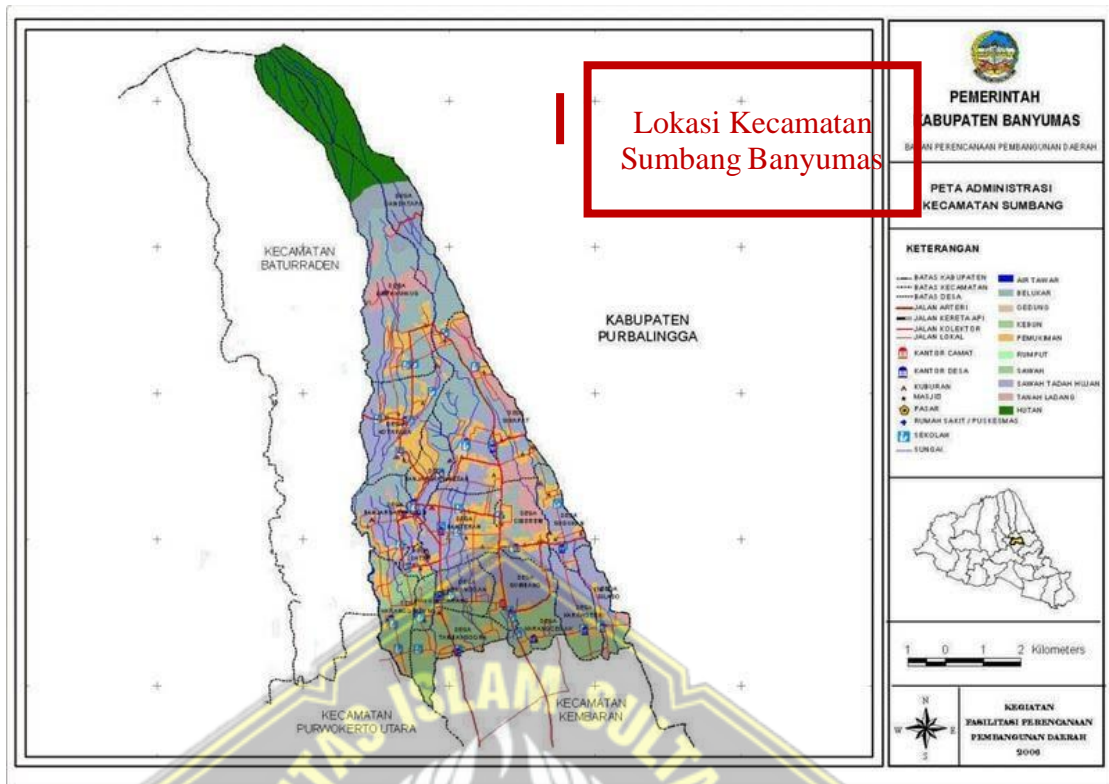 Lokasi Kecamatan
Sumbang Banyumas
KECAMATAN
BATURRADEN
KABUPATEN
PURBALINGGA
KECAMATAN
PURWOKERTO UTARA
KECAMATAN
KEMBARAN
ISLAM SULTA
PEMERINTAH
KABUPATEN BANYUMAS
BADAN PERENCANAAN PEMBANGUNAN DAERAH
PETA ADMINISTRASI
KECAMATAN SUMBANG
KETERANGAN
BATAS KABUPATEN
BATAS KECAMATAN
BATAS DESA
JALAN ARTERI
JALAN KERETA API
JALAN KOLEKTOR
JALAN LOKAL
KANTOR CAMAT
KANTOR DESA
KUBURAN
MASJID
PASAR
RUMAH SAKIT / PUSKESMAS
SEKOLAH
SUNGAI
AIR TAWAR
BELUKAR
GEDUNG
KEBUN
PEMUKIMAN
RUMPUT
SAWAH
SAWAH TADAH HUJAN
TANAH LADANG
HUTAN
1 0 1 2 Kilometers
N
W E
S
KEGIATAN
FASILITASI PERENCANAAN
PEMBANGUNAN DAERAH
2006